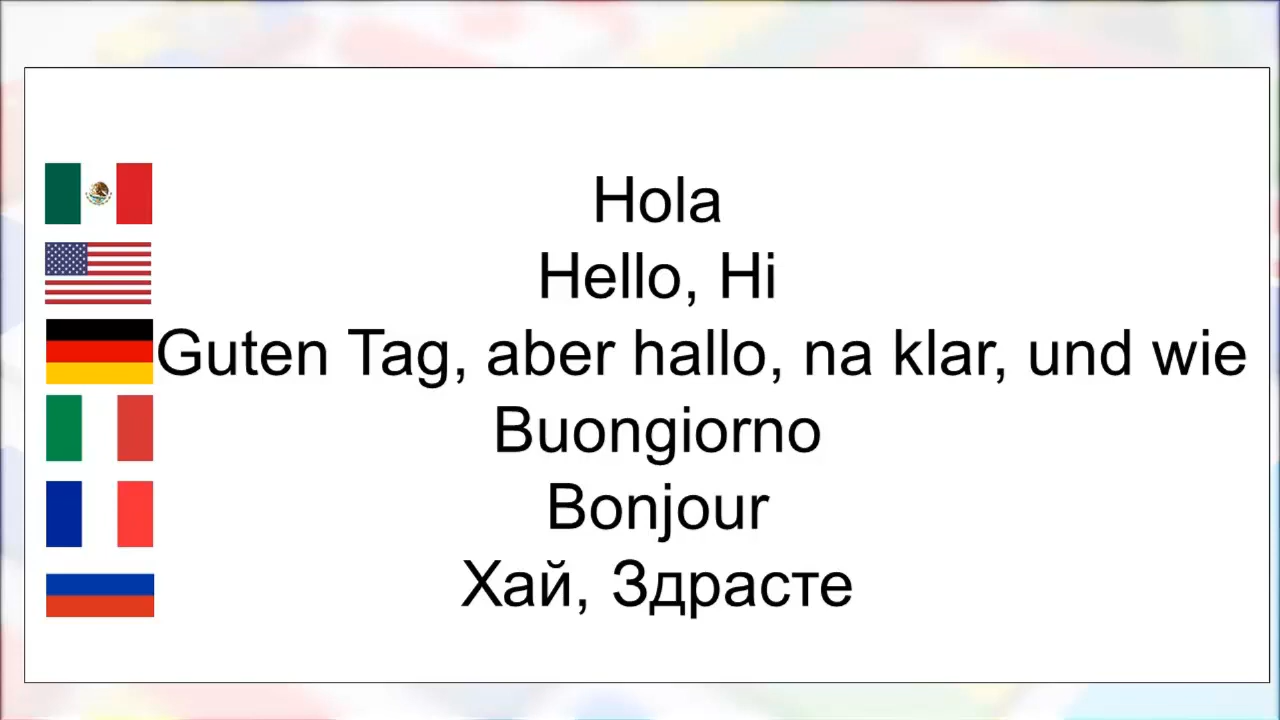 Hola
Hello, Hi
Guten Tag, aber hallo, na klar, und wie
Buongiorno
Bonjour
Хай, Здрасте